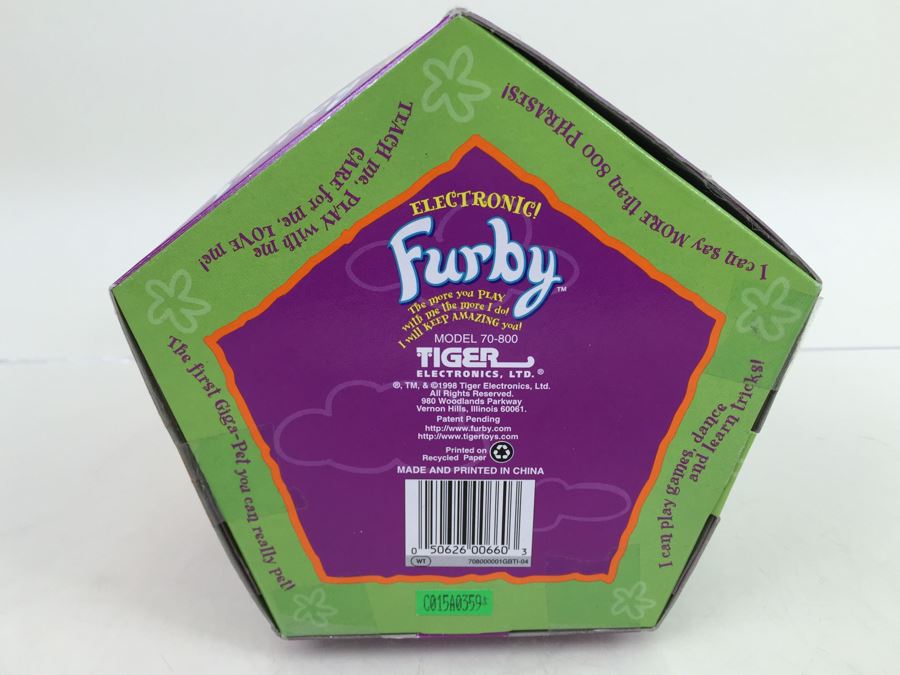 TEACH me, PLAY with me
CARE for me, LOVE me!
I can say MORE than 800 PHRASES!
ELECTRONIC!
Furby™
The more you PLAY
with me the more I do!
I will KEEP AMAZING you!
MODEL 70-800
TIGER
ELECTRONICS, LTD. ®
®, TM, & ©1998 Tiger Electronics, Ltd.
All Rights Reserved.
980 Woodlands Parkway
Vernon Hills, Illinois 60061.
Patent Pending
http://www.furby.com
http://www.tigertoys.com
Printed on
Recycled Paper
MADE AND PRINTED IN CHINA
0 50626 00660 3
WT 708000001GBTI-04
The first Giga-Pet you can really pet!
I can play games, dance
and learn tricks!
C015A0359